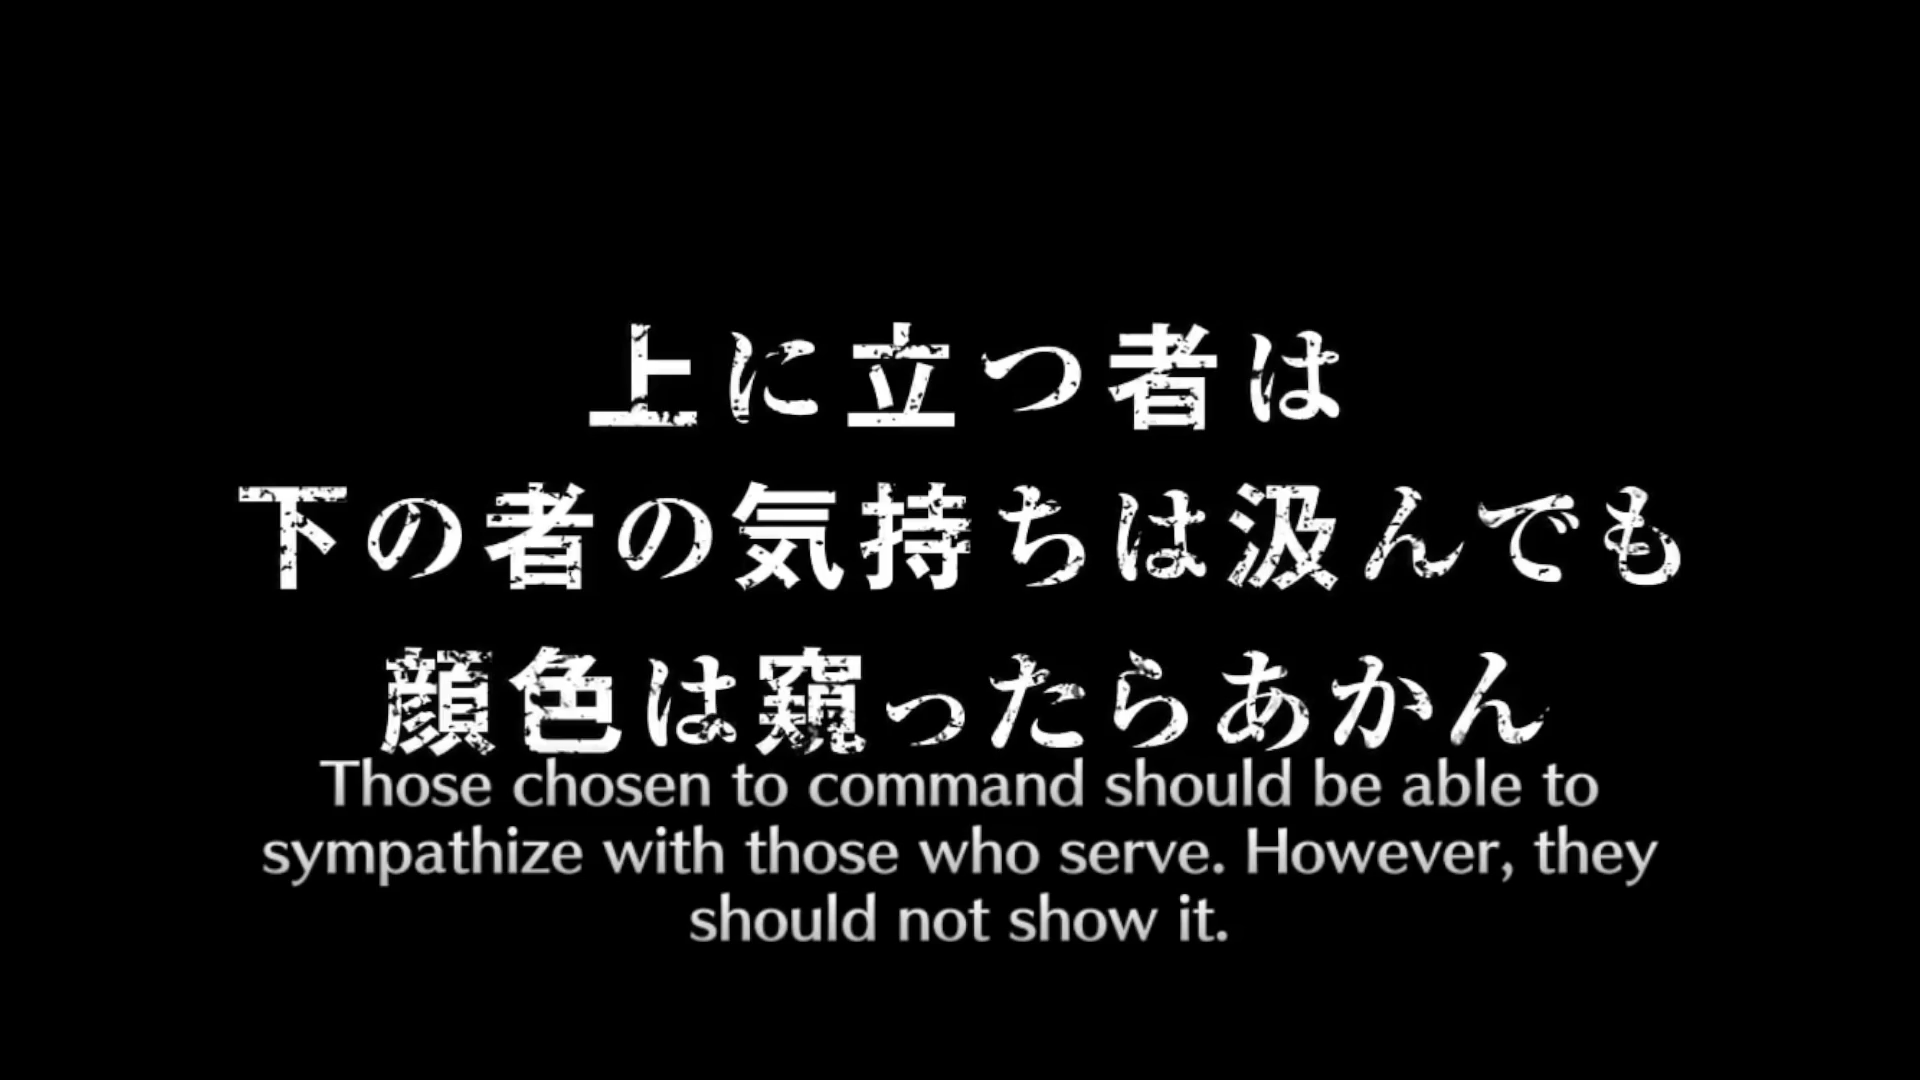 上に立つ者は
下の者の気持ちは汲んでも
顔色は窺ったらあかん
Those chosen to command should be able to
sympathize with those who serve. However, they
should not show it.